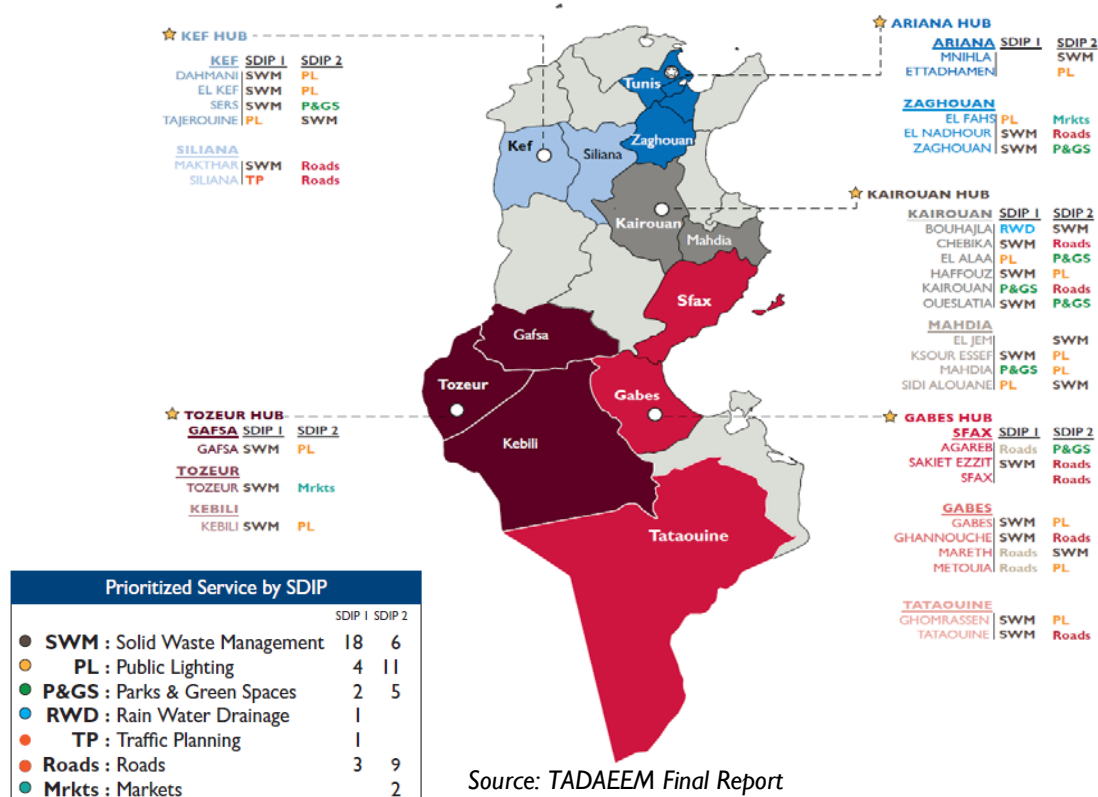 KEF HUB
KEF SDIP 1 SDIP 2
DAHMANI SWM PL
EL KEF SWM PL
SERS SWM P&GS
TAJEROUINE PL SWM
SILIANA
MAKTHAR SWM Roads
SILIANA TP Roads
ARIANA HUB
ARIANA SDIP 1 SDIP 2
MNIHLA SWM
ETTADHAMEN PL
ZAGHOUAN
EL FAHS PL Mrkts
EL NADHOUR SWM Roads
ZAGHOUAN SWM P&GS
KAIROUAN HUB
KAIROUAN SDIP 1 SDIP 2
BOUHAJLA RWD SWM
CHEBIKA SWM Roads
EL ALAA PL P&GS
HAFFOUZ SWM PL
KAIROUAN P&GS Roads
OUESLATIA SWM P&GS
MAHDIA
EL JEM SWM
KSOUR ESSEF SWM PL
MAHDIA P&GS PL
SIDI ALOUANE PL SWM
Tunis
Zaghouan
Kef
Siliana
Kairouan
Mahdia
Sfax
Gafsa
Tozeur
Gabes
Kebili
Tataouine
TOZEUR HUB
GAFSA SDIP 1 SDIP 2
GAFSA SWM PL
TOZEUR
TOZEUR SWM Mrkts
KEBILI
KEBILI SWM PL
GABES HUB
SFAX SDIP 1 SDIP 2
AGAREB Roads P&GS
SAKIET EZZIT SWM Roads
SFAX Roads
GABES
GABES SWM PL
GHANNOUCHE SWM Roads
MARETH Roads SWM
METOUIA Roads PL
TATAOUINE
GHOMRASSEN SWM PL
TATAOUINE SWM Roads
Prioritized Service by SDIP
SDIP 1 SDIP 2
SWM : Solid Waste Management 18 6
PL : Public Lighting 4 11
P&GS : Parks & Green Spaces 2 5
RWD : Rain Water Drainage 1
TP : Traffic Planning 1
Roads : Roads 3 9
Mrkts : Markets 2
Source: TADAEEM Final Report